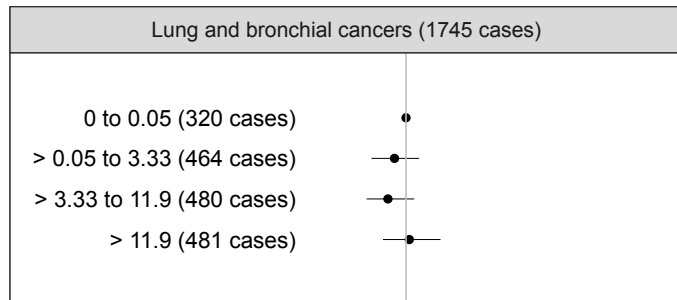 Lung and bronchial cancers (1745 cases)
0 to 0.05 (320 cases)
> 0.05 to 3.33 (464 cases)
> 3.33 to 11.9 (480 cases)
> 11.9 (481 cases)